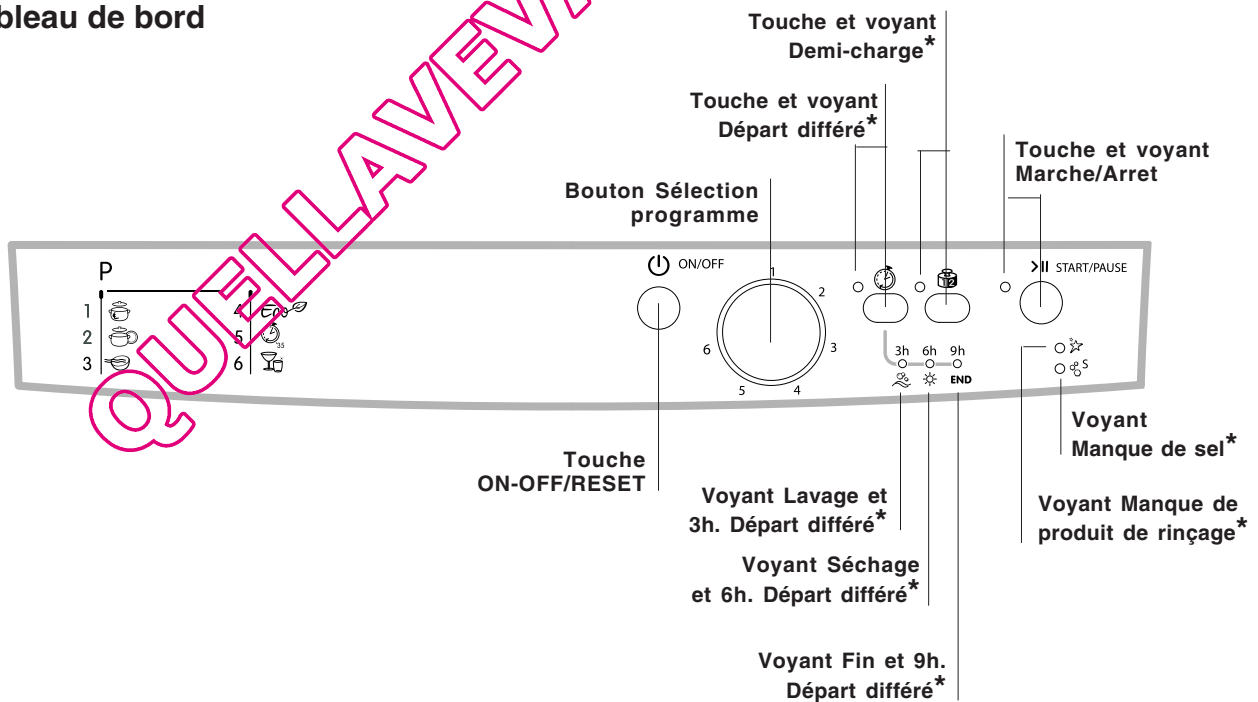 bleau de bord
QUELLAVEVA
Touche et voyant
Demi-charge*
Touche et voyant
Départ différé*
Touche et voyant
Marche/Arret
Bouton Sélection
programme
P
1
2
3
4 Eco
5 35
6
ON/OFF
1
2
3
4
5
6
START/PAUSE
3h 6h 9h
END
S
Voyant
Manque de sel*
Touche
ON-OFF/RESET
Voyant Lavage et
3h. Départ différé*
Voyant Manque de
produit de rinçage*
Voyant Séchage
et 6h. Départ différé*
Voyant Fin et 9h.
Départ différé*